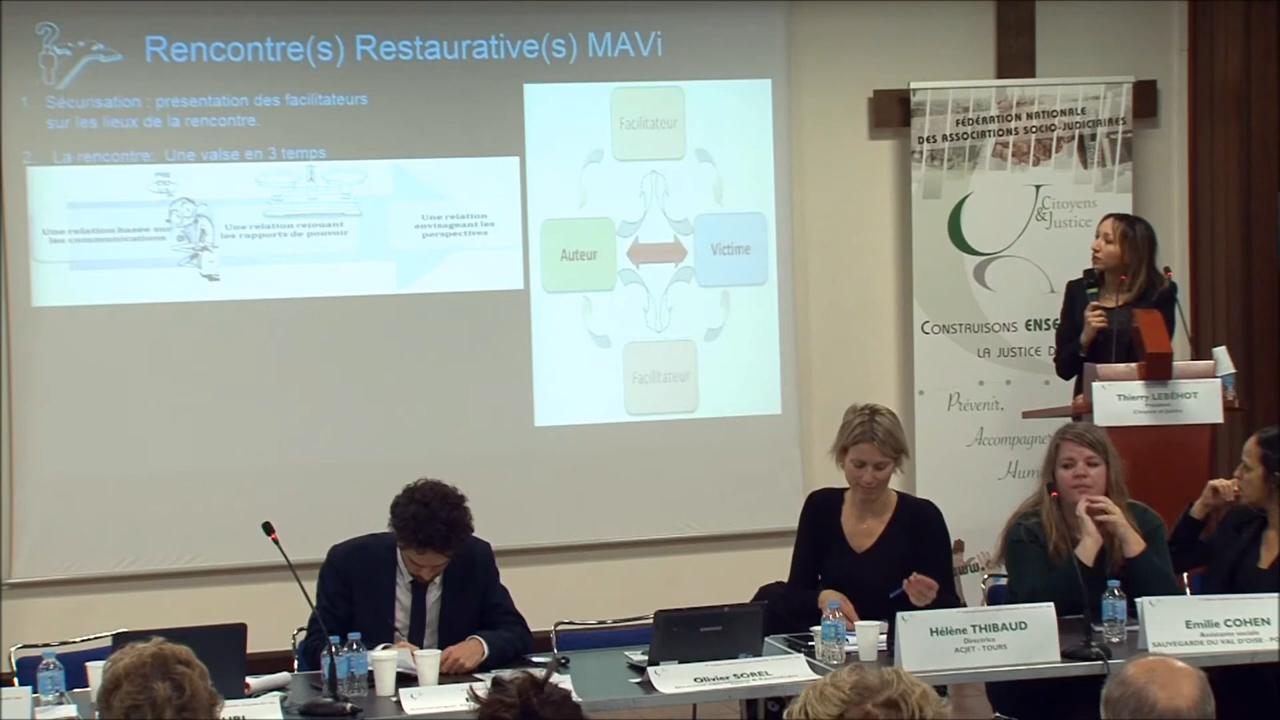 Rencontre(s) Restaurative(s) MAVi
1. Sécurisation : présentation des facilitateurs
sur les lieux de la rencontre.
2. La rencontre: Une valse en 3 temps
Une relation basée sur
les communications
Une relation rejouant
les rapports de pouvoir
Une relation
envisageant les
perspectives
Facilitateur
Auteur
Victime
Facilitateur
FÉDÉRATION NATIONALE
DES ASSOCIATIONS SOCIO-JUDICIAIRES
Citoyens
&Justice
CONSTRUISONS ENSE
LA JUSTICE D
Prévenir,
Accompagne
Hum
www.
Thierry LEBÉHOT
Président
Citoyens et Justice
Hélène THIBAUD
Directrice
ACJET - TOURS
Emilie COHEN
Assistante sociale
SAUVEGARDE DU VAL D'OISE - PO
Olivier SOREL
SAMSUNG